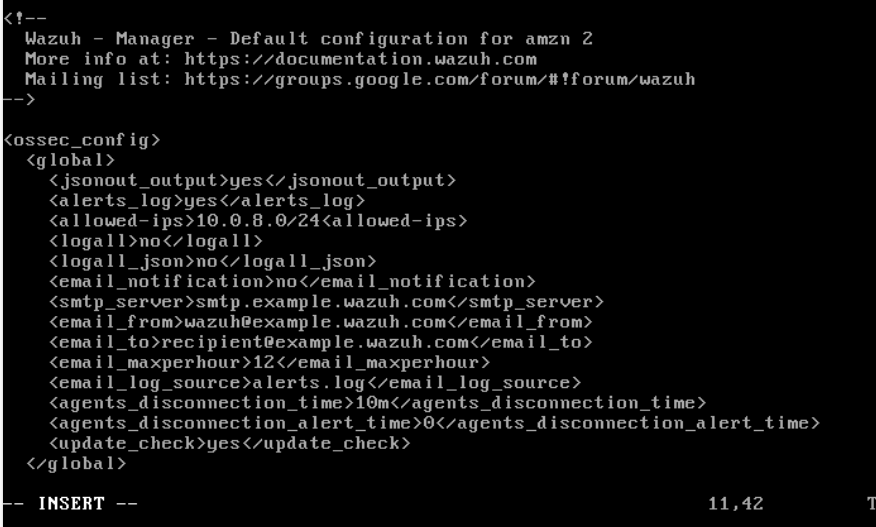 <!--
  Wazuh - Manager - Default configuration for amzn 2
  More info at: https://documentation.wazuh.com
  Mailing list: https://groups.google.com/forum/#!forum/wazuh
-->

<ossec_config>
  <global>
    <jsonout_output>yes</jsonout_output>
    <alerts_log>yes</alerts_log>
    <allowed-ips>10.0.8.0/24<allowed-ips>
    <logall>no</logall>
    <logall_json>no</logall_json>
    <email_notification>no</email_notification>
    <smtp_server>smtp.example.wazuh.com</smtp_server>
    <email_from>wazuh@example.wazuh.com</email_from>
    <email_to>recipient@example.wazuh.com</email_to>
    <email_maxperhour>12</email_maxperhour>
    <email_log_source>alerts.log</email_log_source>
    <agents_disconnection_time>10m</agents_disconnection_time>
    <agents_disconnection_alert_time>0</agents_disconnection_alert_time>
    <update_check>yes</update_check>
  </global>

-- INSERT -- 11,42 T